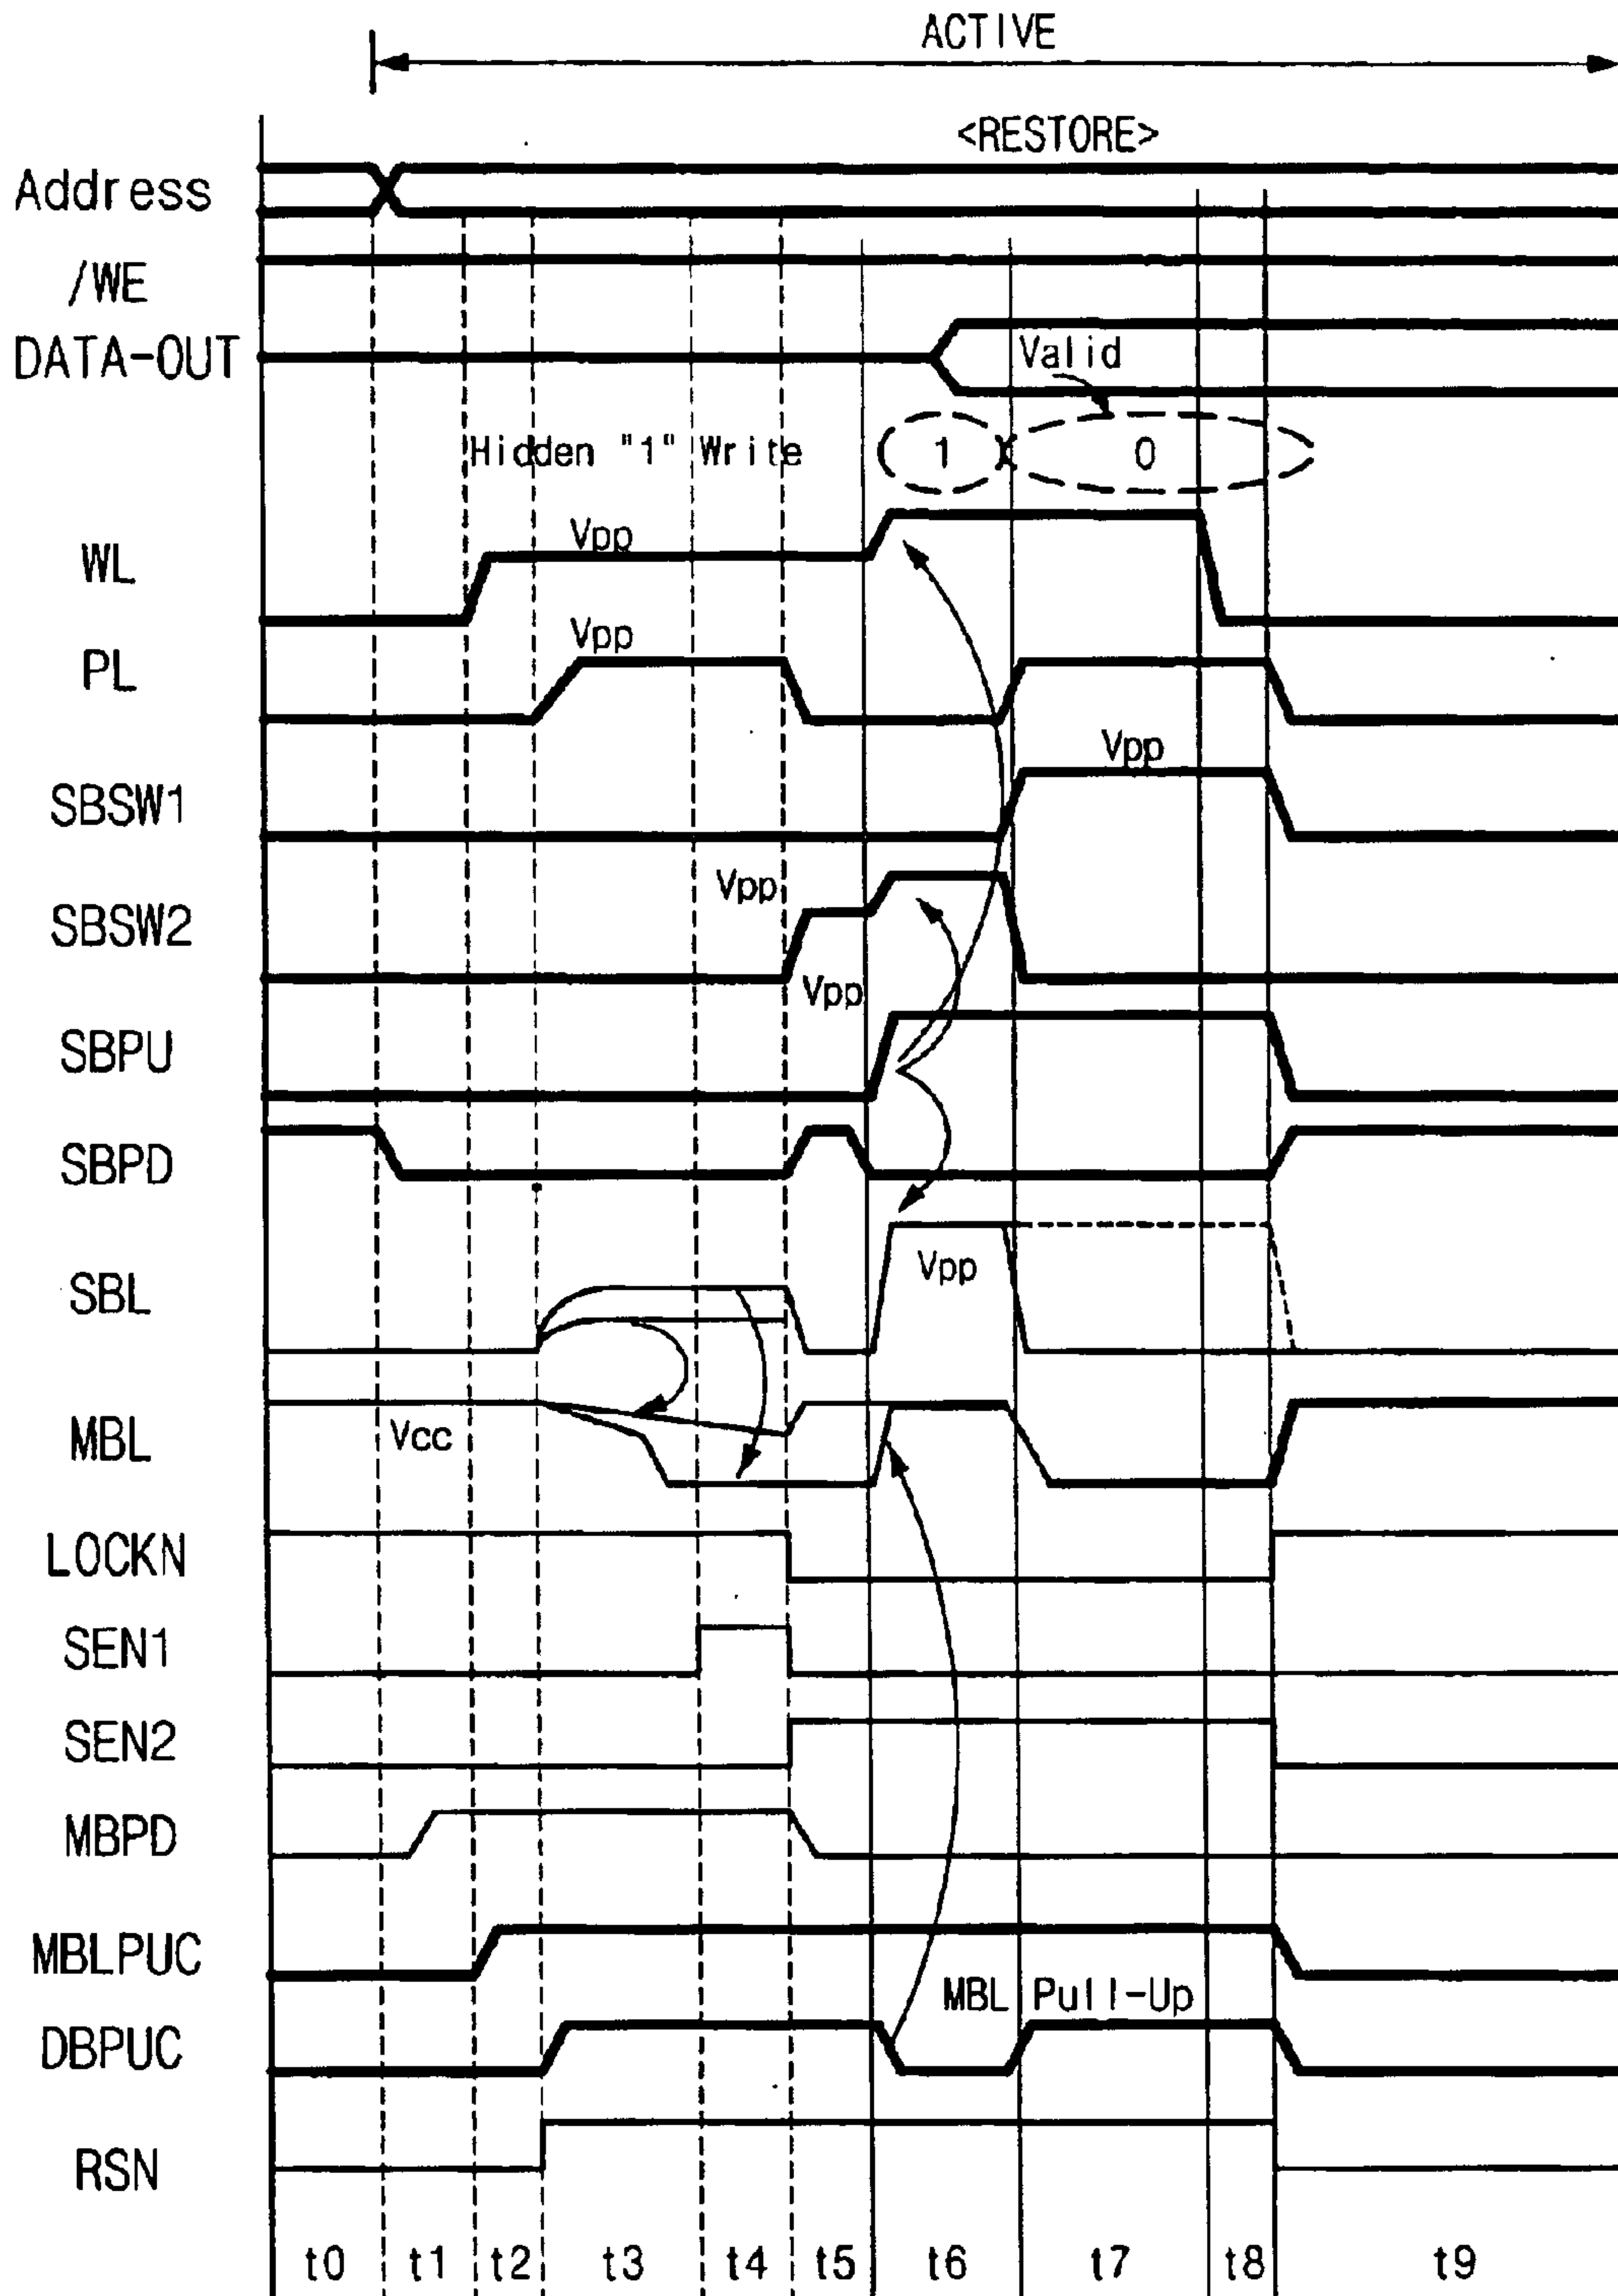 ACTIVE
<RESTORE>
Address
/WE
DATA-OUT
Valid
Hidden "1" Write
1
0
WL
Vpp
PL
Vpp
SBSW1
Vpp
SBSW2
Vpp
SBPU
Vpp
SBPD
SBL
Vpp
MBL
Vcc
LOCKN
SEN1
SEN2
MBPD
MBLPUC
MBL Pull-Up
DBPUC
RSN
t0 t1 t2 t3 t4 t5 t6 t7 t8 t9